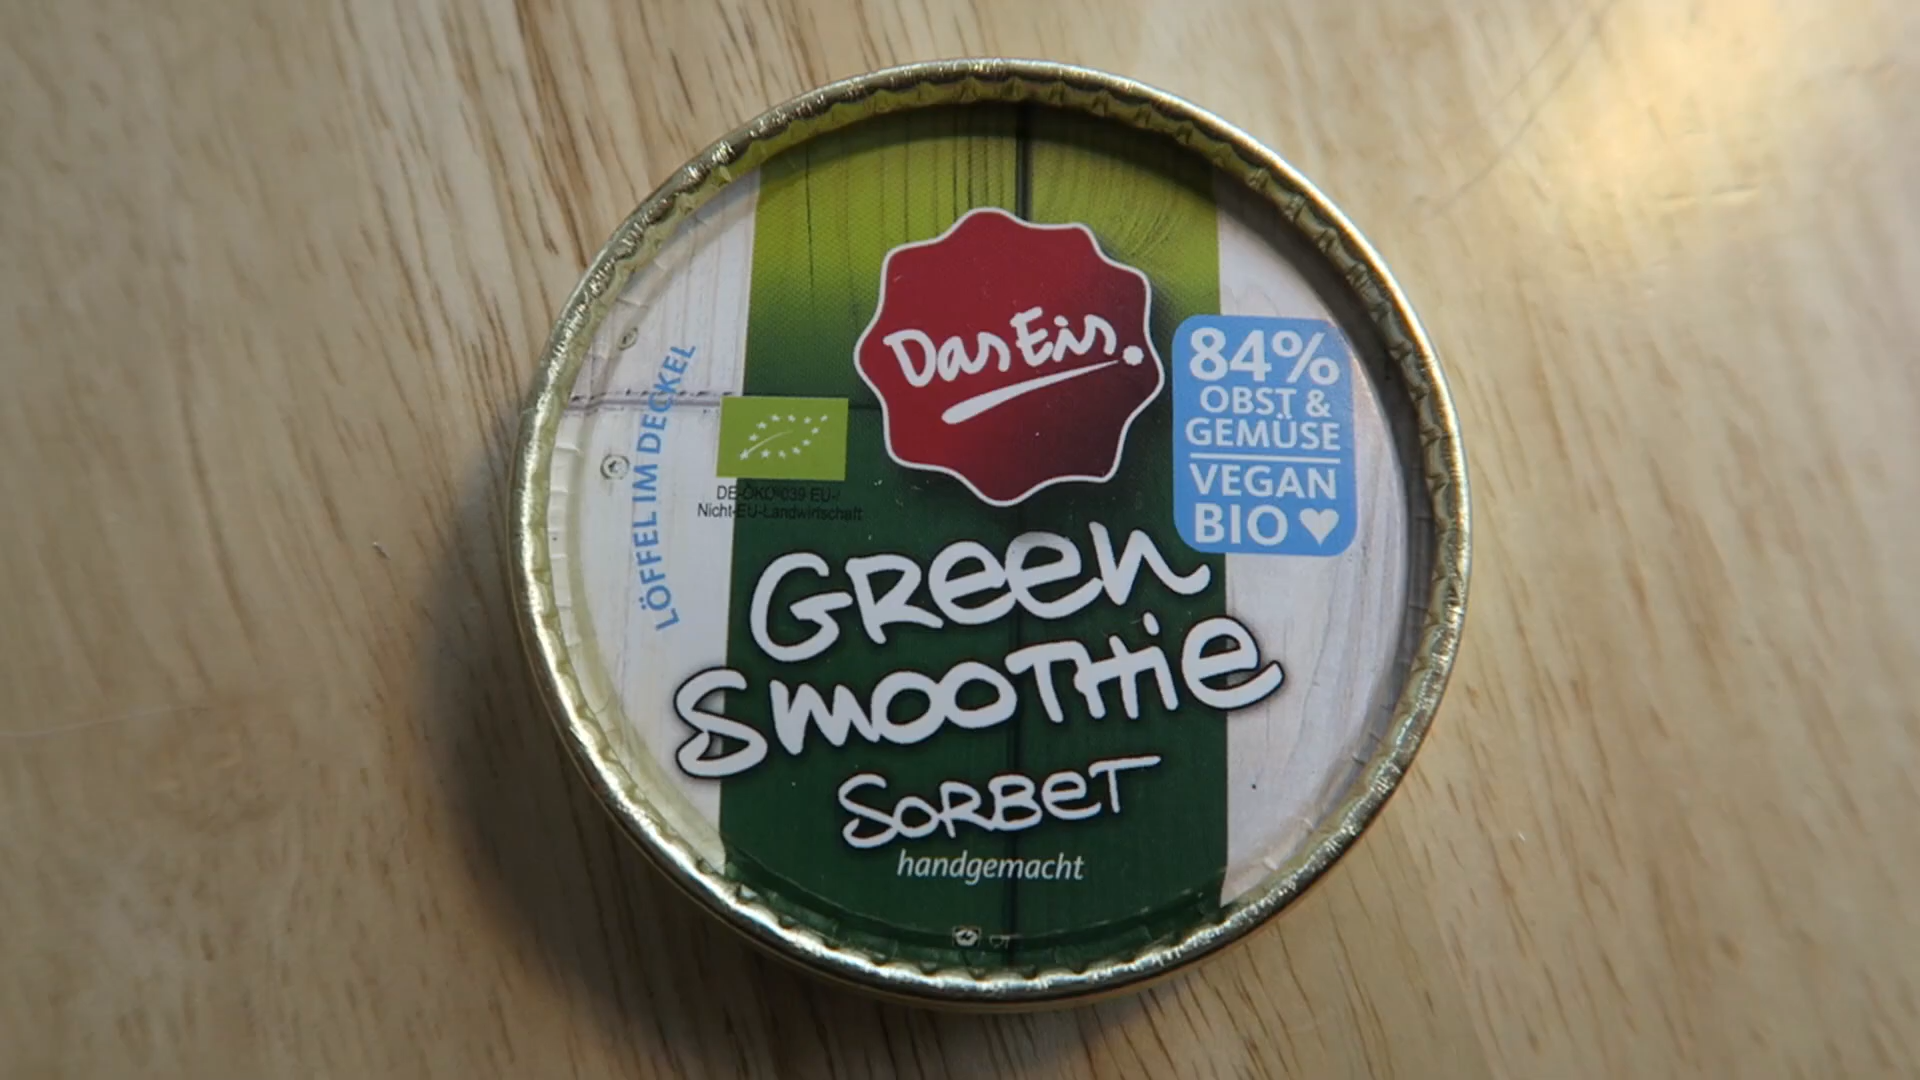 Das Eis.
84%
OBST &
GEMÜSE
VEGAN
BIO
LÖFFEL IM DECKEL
DE-ÖKO-039 EU-/
Nicht-EU-Landwirtschaft
GREEN
SMOOTHIE
SORBET
handgemacht